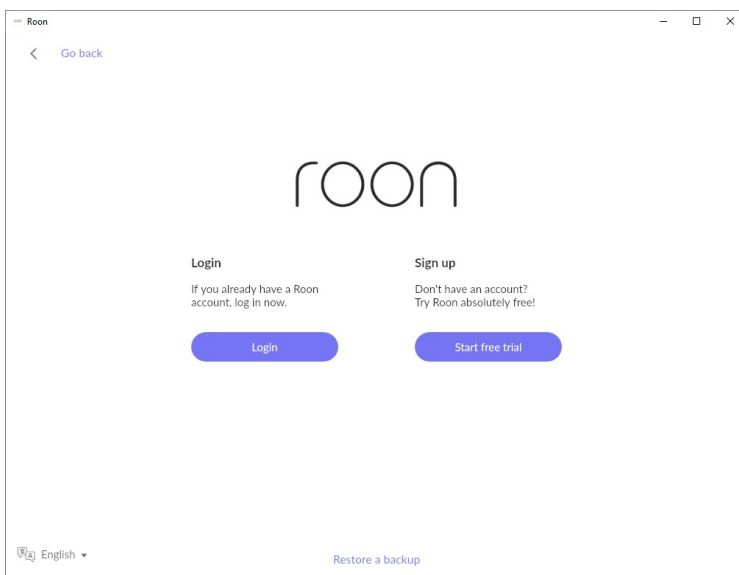 Roon
Go back
roon
Login
If you already have a Roon
account, log in now.
Login
Sign up
Don't have an account?
Try Roon absolutely free!
Start free trial
English
Restore a backup